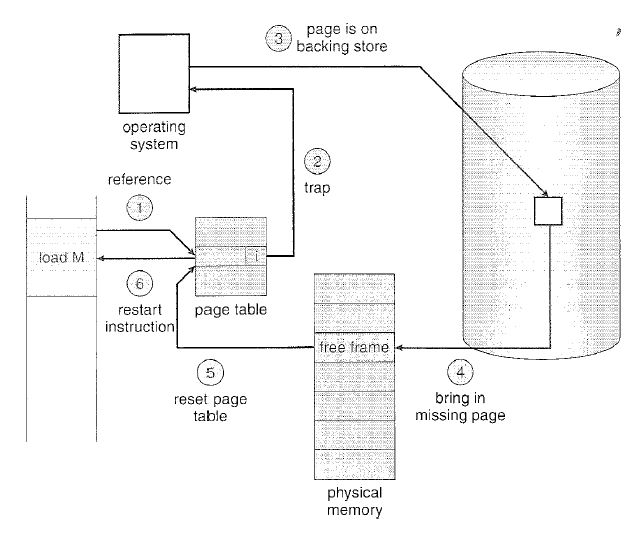 3
page is on
backing store
operating
system
reference
1
2
trap
load M
i
6
restart
instruction
page table
free frame
5
reset page
table
4
bring in
missing page
physical
memory